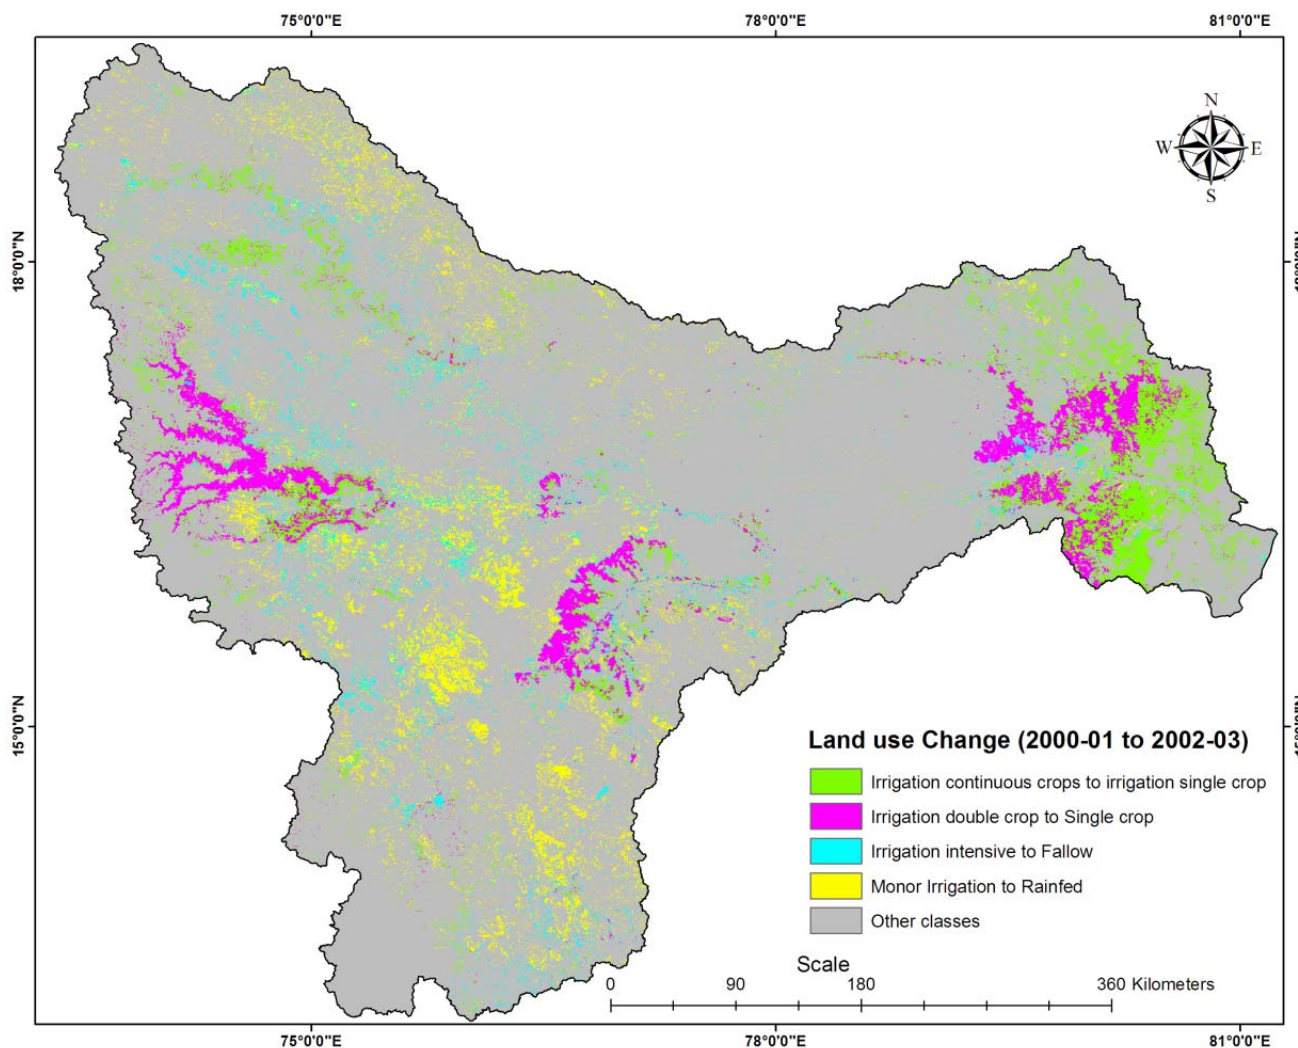 75°0'0"E 78°0'0"E 81°0'0"E
N
W E
S
18°0'0"N
15°0'0"N
Land use Change (2000-01 to 2002-03)
Irrigation continuous crops to irrigation single crop
Irrigation double crop to Single crop
Irrigation intensive to Fallow
Monor Irrigation to Rainfed
Other classes
Scale
0 90 180 360 Kilometers
75°0'0"E 78°0'0"E 81°0'0"E